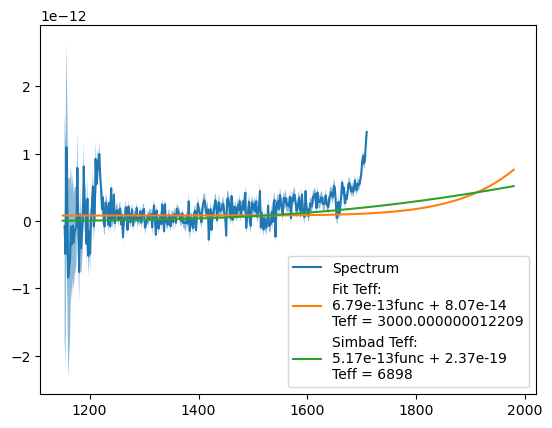 1e−12
2
1
0
−1
−2
1200
1400
1600
1800
2000
Spectrum
Fit Teff:
6.79e-13func + 8.07e-14
Teff = 3000.000000012209
Simbad Teff:
5.17e-13func + 2.37e-19
Teff = 6898